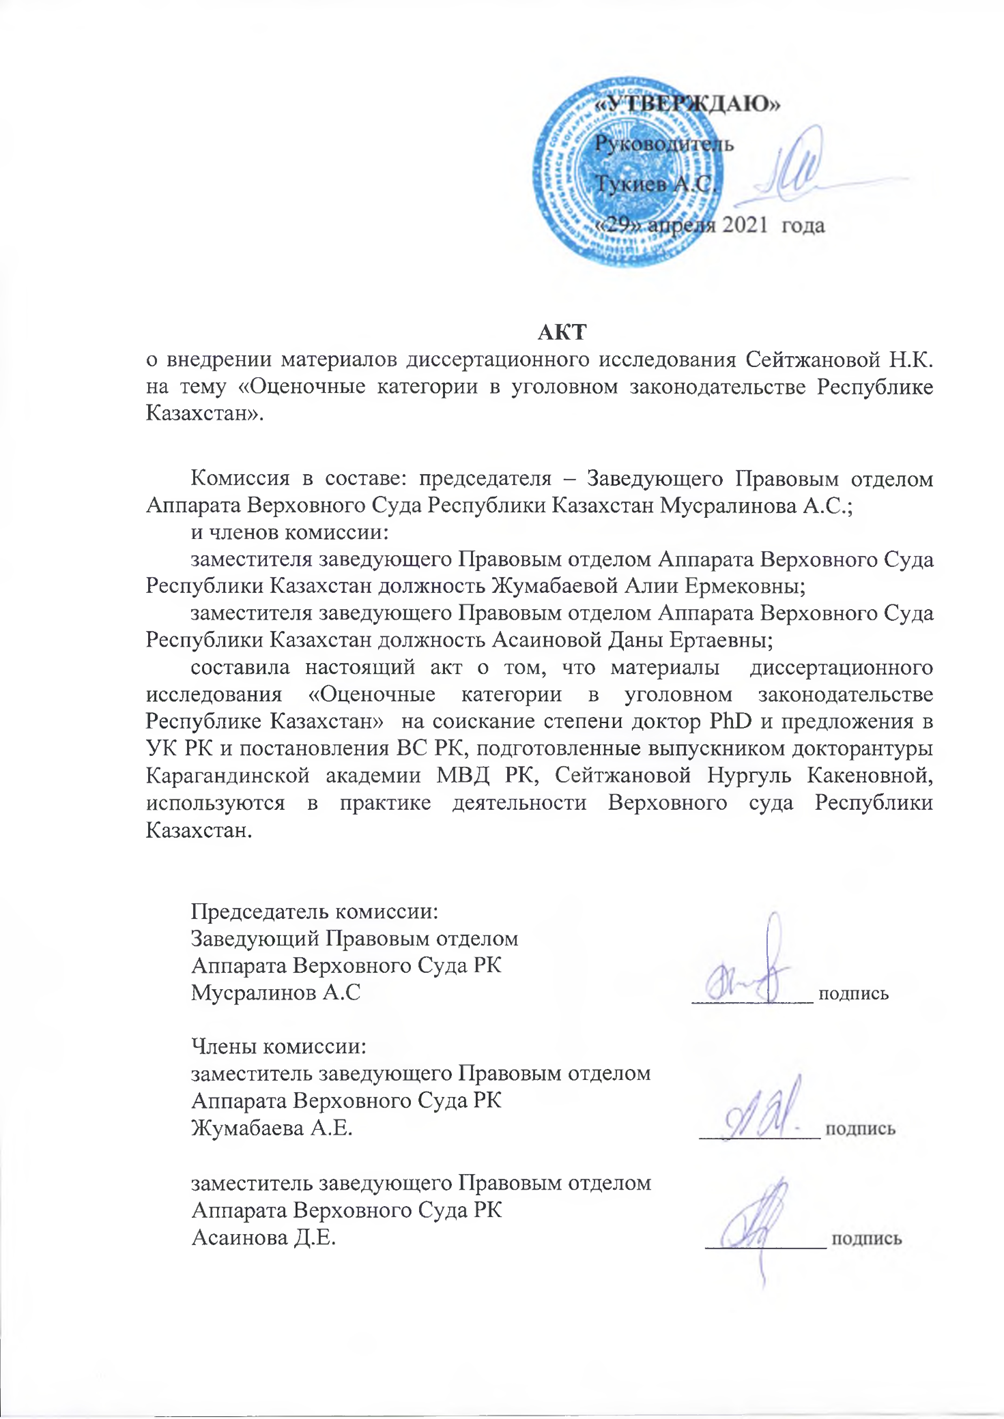 «УТВЕРЖДАЮ»
Руководитель
Тукиев А.С.
«29» апреля 2021 года
АКТ
о внедрении материалов диссертационного исследования Сейтжановой Н.К.
на тему «Оценочные категории в уголовном законодательстве Республике
Казахстан».
Комиссия в составе: председателя – Заведующего Правовым отделом
Аппарата Верховного Суда Республики Казахстан Мусралинова А.С.;
и членов комиссии:
заместителя заведующего Правовым отделом Аппарата Верховного Суда
Республики Казахстан должность Жумабаевой Алии Ермековны;
заместителя заведующего Правовым отделом Аппарата Верховного Суда
Республики Казахстан должность Асаиновой Даны Ертаевны;
составила настоящий акт о том, что материалы диссертационного
исследования «Оценочные категории в уголовном законодательстве
Республике Казахстан» на соискание степени доктор PhD и предложения в
УК РК и постановления ВС РК, подготовленные выпускником докторантуры
Карагандинской академии МВД РК, Сейтжановой Нургуль Какеновной,
используются в практике деятельности Верховного суда Республики
Казахстан.
Председатель комиссии:
Заведующий Правовым отделом
Аппарата Верховного Суда РК
Мусралинов А.С ____________ подпись
Члены комиссии:
заместитель заведующего Правовым отделом
Аппарата Верховного Суда РК
Жумабаева А.Е. ____________ подпись
заместитель заведующего Правовым отделом
Аппарата Верховного Суда РК
Асаинова Д.Е. ____________ подпись